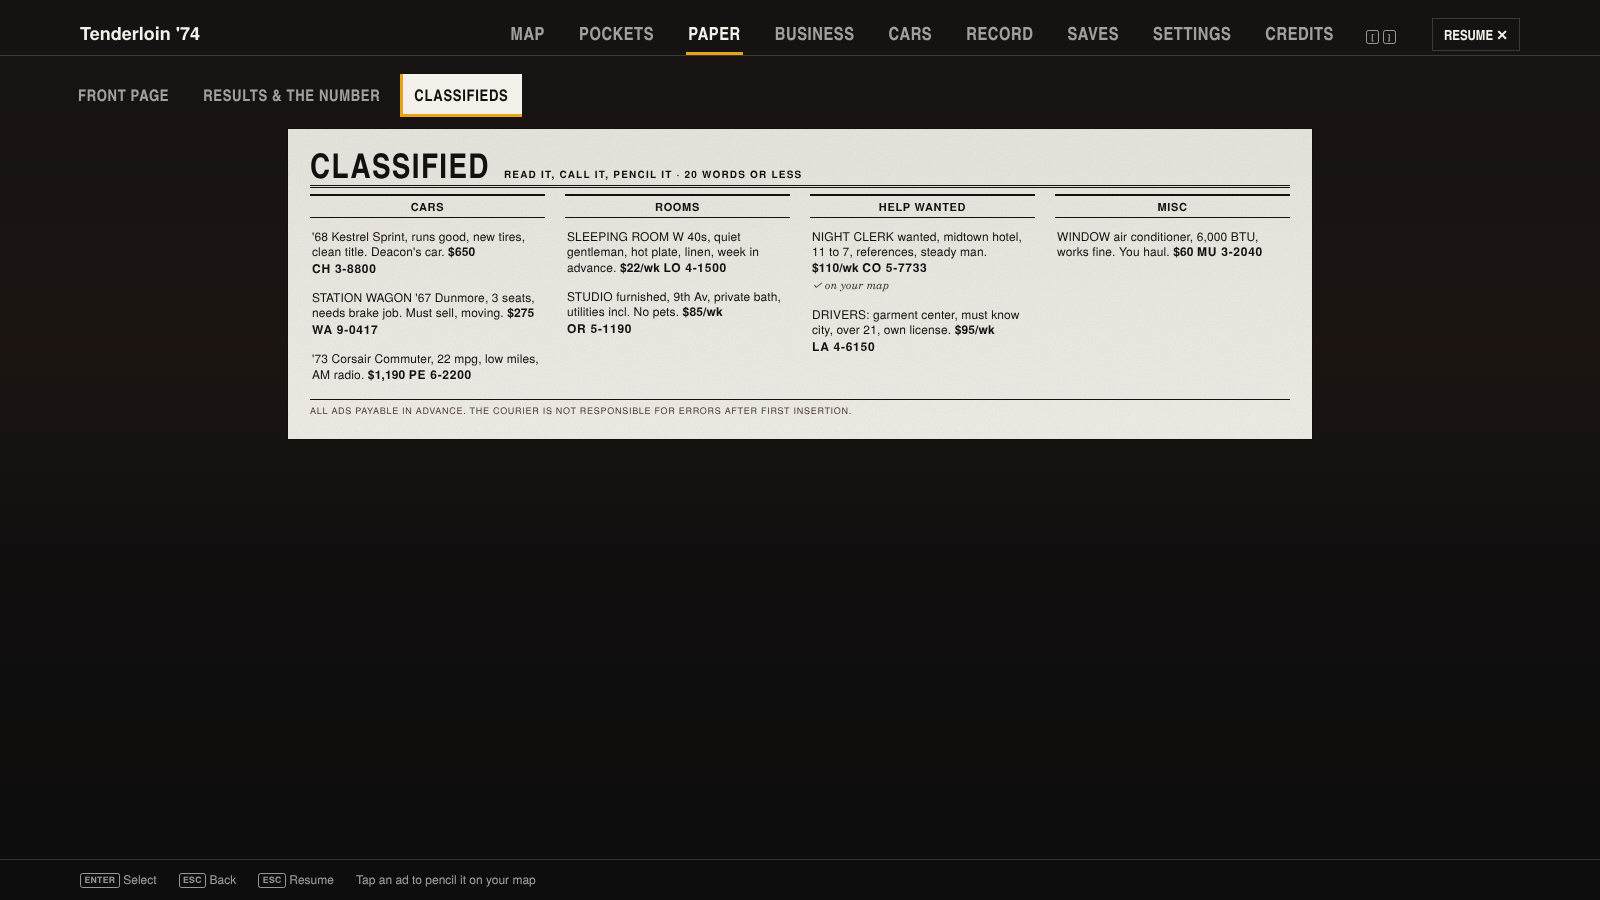 Tenderloin '74
MAP POCKETS PAPER BUSINESS CARS RECORD SAVES SETTINGS CREDITS [ ] RESUME ✕
FRONT PAGE RESULTS & THE NUMBER CLASSIFIEDS
CLASSIFIED READ IT, CALL IT, PENCIL IT · 20 WORDS OR LESS
CARS
'68 Kestrel Sprint, runs good, new tires,
clean title. Deacon's car. $650
CH 3-8800
STATION WAGON '67 Dunmore, 3 seats,
needs brake job. Must sell, moving. $275
WA 9-0417
'73 Corsair Commuter, 22 mpg, low miles,
AM radio. $1,190 PE 6-2200
ROOMS
SLEEPING ROOM W 40s, quiet
gentleman, hot plate, linen, week in
advance. $22/wk LO 4-1500
STUDIO furnished, 9th Av, private bath,
utilities incl. No pets. $85/wk
OR 5-1190
HELP WANTED
NIGHT CLERK wanted, midtown hotel,
11 to 7, references, steady man.
$110/wk CO 5-7733
✓ on your map
DRIVERS: garment center, must know
city, over 21, own license. $95/wk
LA 4-6150
MISC
WINDOW air conditioner, 6,000 BTU,
works fine. You haul. $60 MU 3-2040
ALL ADS PAYABLE IN ADVANCE. THE COURIER IS NOT RESPONSIBLE FOR ERRORS AFTER FIRST INSERTION.
ENTER Select ESC Back ESC Resume Tap an ad to pencil it on your map